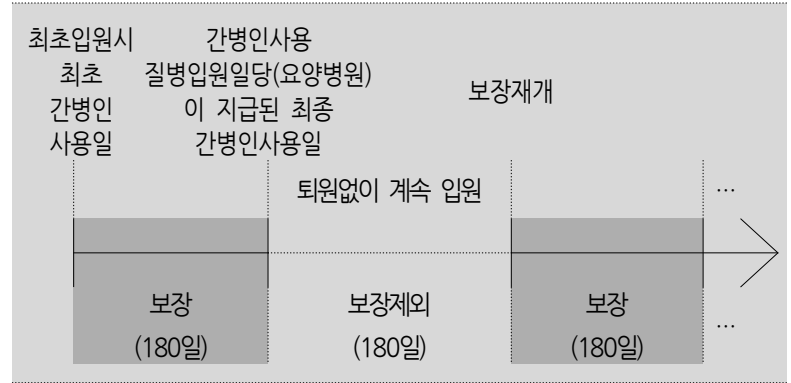 최초입원시
최초
간병인
사용일
간병인사용
질병입원일당(요양병원)
이 지급된 최종
간병인사용일
보장재개
퇴원없이 계속 입원
…
보장
(180일)
보장제외
(180일)
보장
(180일)
…